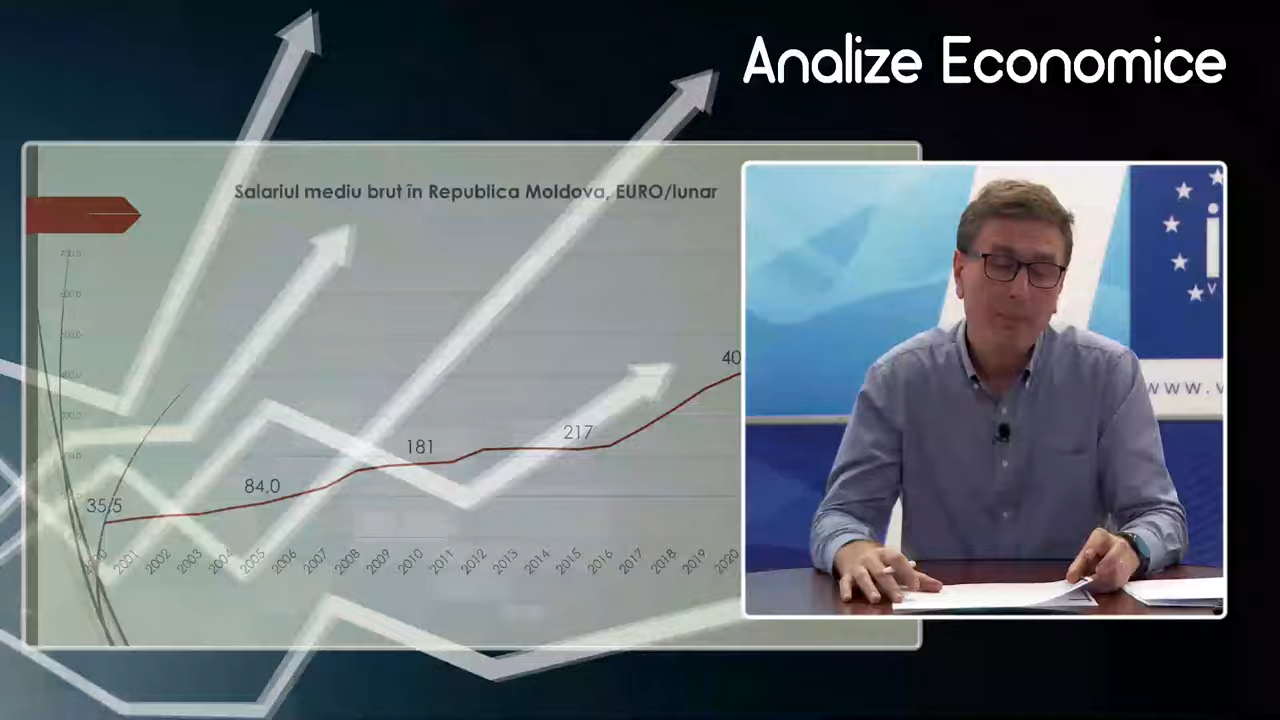 Analize Economice
Salariul mediu brut în Republica Moldova, EURO/lunar
40
217
181
84,0
35,5
2001 2002 2003 2004 2005 2006 2007 2008 2009 2010 2011 2012 2013 2014 2015 2016 2017 2018 2019 2020
i
V
www.v